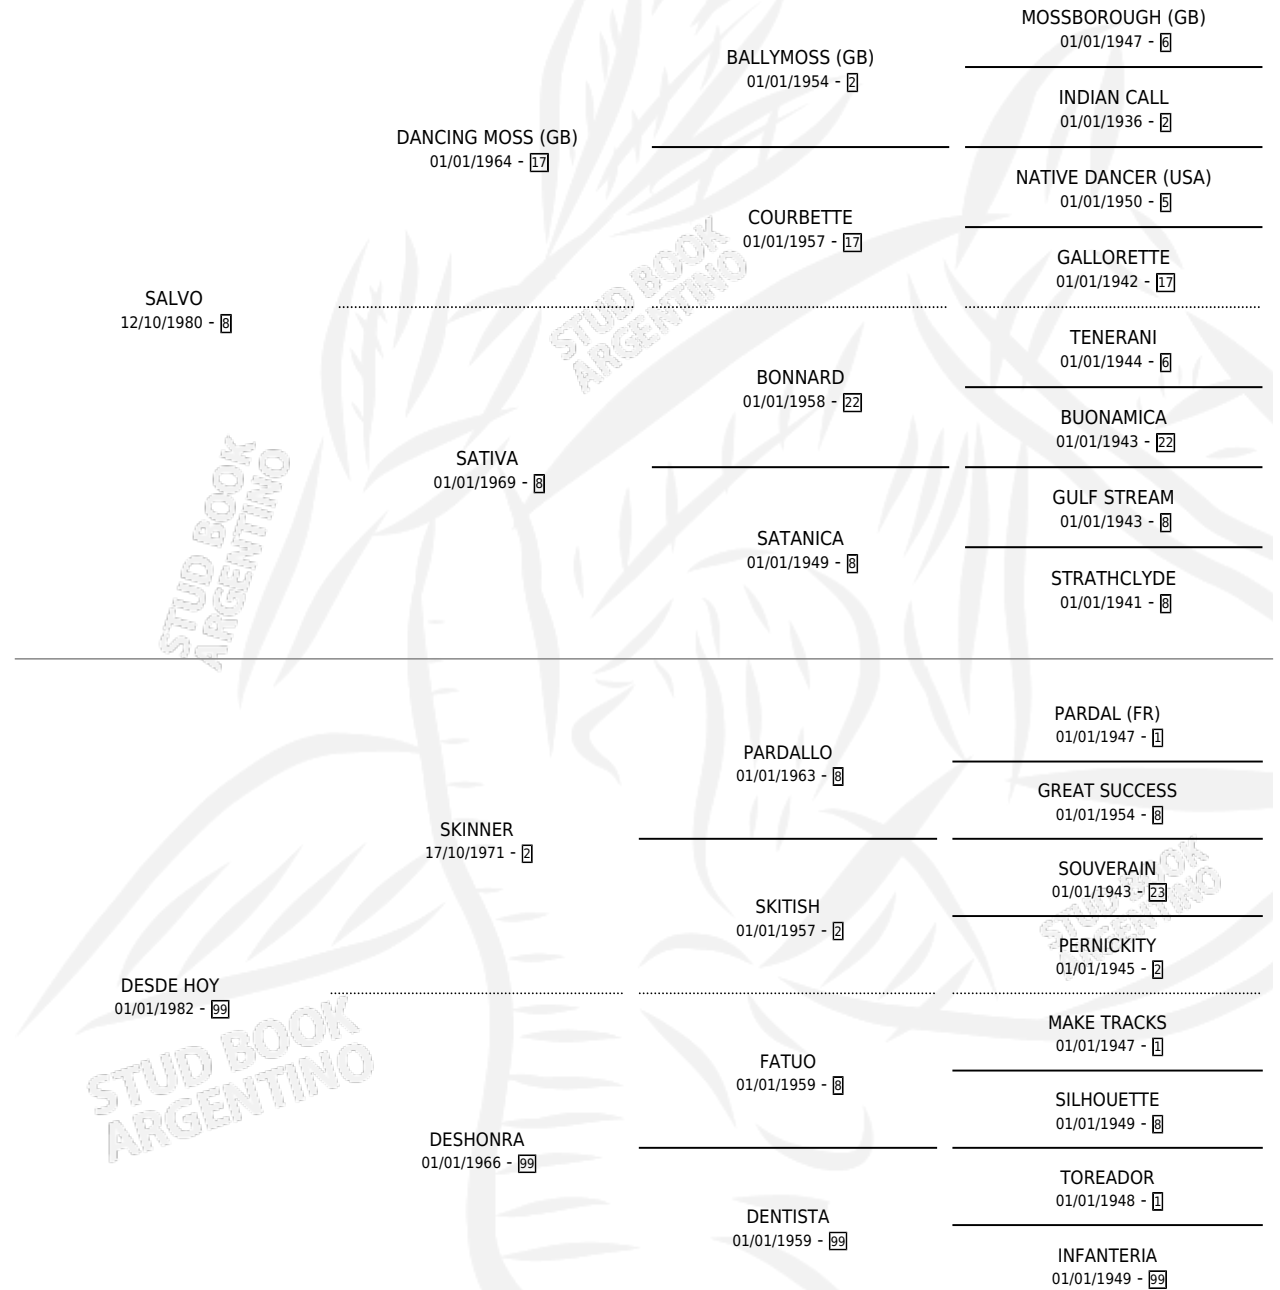 MOSSBOROUGH (GB)
01/01/1947 - 6
BALLYMOSS (GB)
01/01/1954 - 2
INDIAN CALL
01/01/1936 - 2
DANCING MOSS (GB)
01/01/1964 - 17
NATIVE DANCER (USA)
01/01/1950 - 5
COURBETTE
01/01/1957 - 17
GALLORETTE
01/01/1942 - 17
SALVO
12/10/1980 - 8
TENERANI
01/01/1944 - 6
BONNARD
01/01/1958 - 22
BUONAMICA
01/01/1943 - 22
SATIVA
01/01/1969 - 8
GULF STREAM
01/01/1943 - 8
SATANICA
01/01/1949 - 8
STRATHCLYDE
01/01/1941 - 8
PARDAL (FR)
01/01/1947 - 1
PARDALLO
01/01/1963 - 8
GREAT SUCCESS
01/01/1954 - 8
SKINNER
17/10/1971 - 2
SOUVERAIN
01/01/1943 - 23
SKITISH
01/01/1957 - 2
PERNICKITY
01/01/1945 - 2
DESDE HOY
01/01/1982 - 99
MAKE TRACKS
01/01/1947 - 1
FATUO
01/01/1959 - 8
SILHOUETTE
01/01/1949 - 8
DESHONRA
01/01/1966 - 99
TOREADOR
01/01/1948 - 1
DENTISTA
01/01/1959 - 99
INFANTERIA
01/01/1949 - 99
STUD BOOK
ARGENTINO
STUD BOOK
ARGENTINO
STUD BOOK
ARGENTINO
STUD BOOK
ARGENTINO